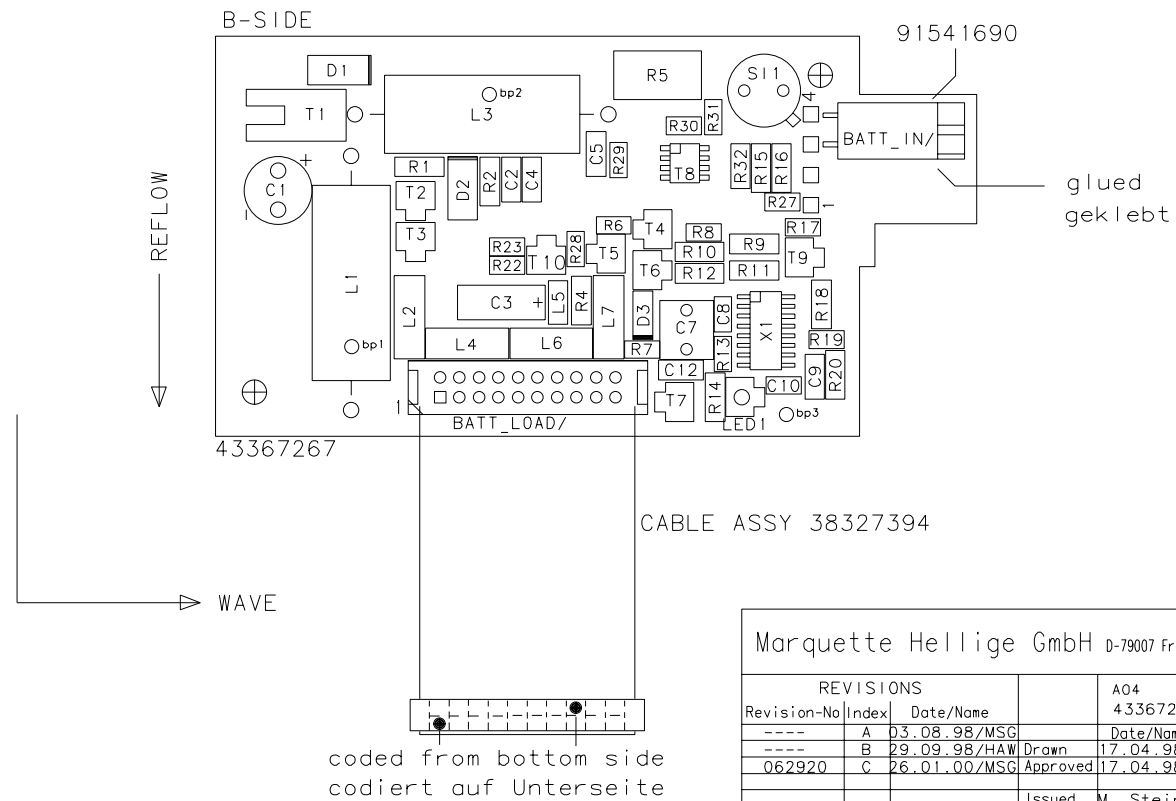 B-SIDE
91541690
D1
R5
SI1
T1
bp2
L3
4
BATT_IN/
R30
R31
C5
R29
T8
R32
R15
R16
R1
D2
R2
C2
C4
+
C1
-
T2
T3
R27
1
glued
geklebt
REFLOW
R6
T4
R8
R17
R23
R22
T10
R28
T5
R10
R9
T9
T6
R12
R11
L1
L2
C3 +
L5
R4
L7
D3
C7
C8
X1
R18
R19
bp1
L4
L6
R7
R13
C12
C9
R20
C10
R14
T7
1
BATT_LOAD/
LED1
bp3
43367267
CABLE ASSY 38327394
WAVE
coded from bottom side
codiert auf Unterseite
Marquette Hellige GmbH D-79007 Fr
REVISIONS A04
433672
Revision-No Index Date/Name
---- A 03.08.98/MSG Date/Nam
---- B 29.09.98/HAW Drawn 17.04.98
062920 C 26.01.00/MSG Approved 17.04.98
Issued M. Stei